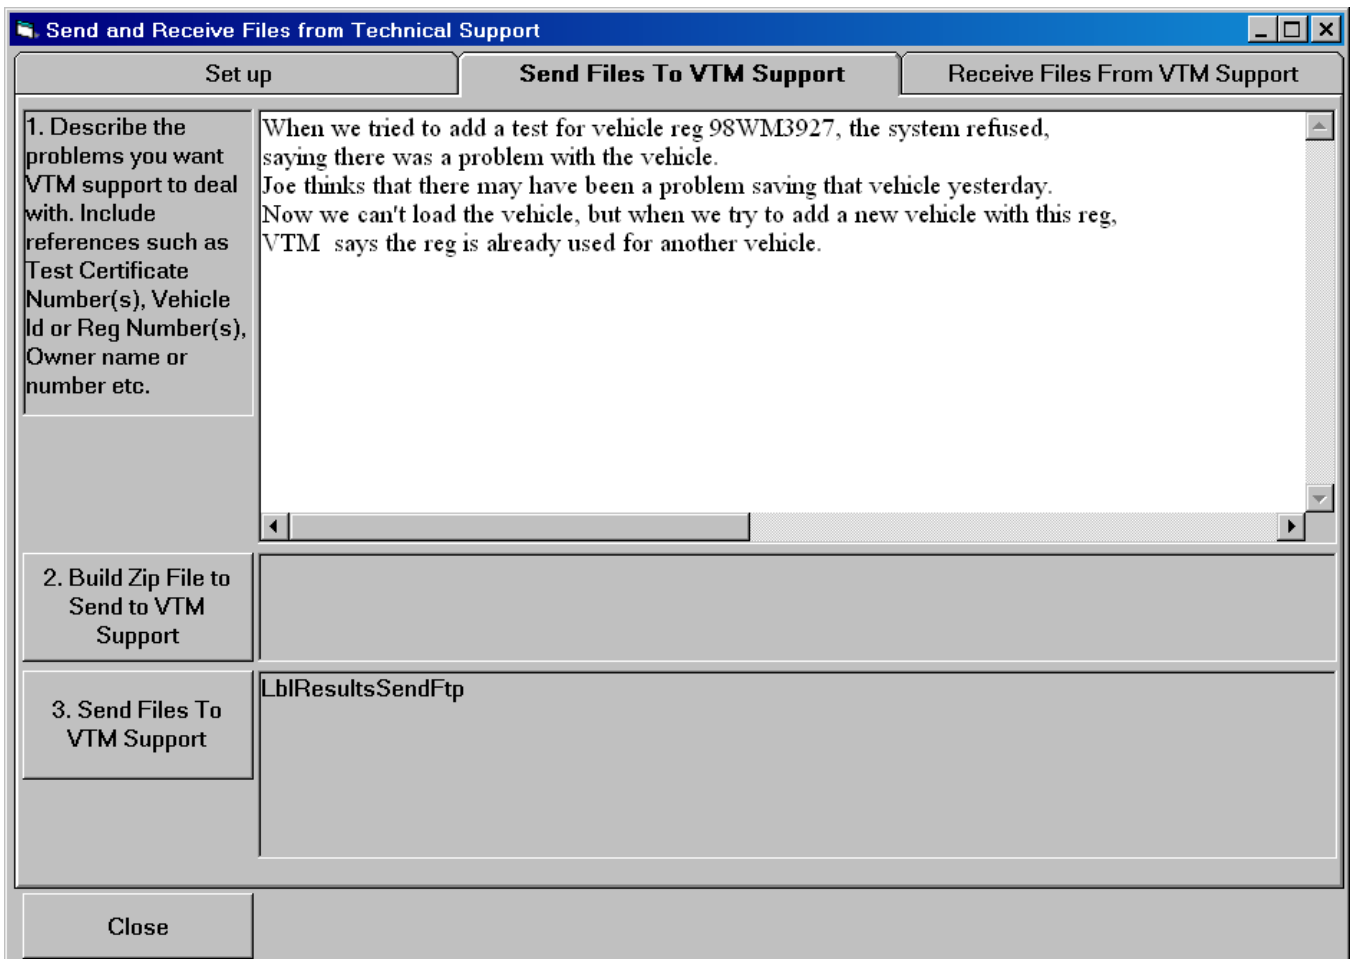 Send and Receive Files from Technical Support
Set up
Send Files To VTM Support
Receive Files From VTM Support
1. Describe the
problems you want
VTM support to deal
with. Include
references such as
Test Certificate
Number(s), Vehicle
Id or Reg Number(s),
Owner name or
number etc.
When we tried to add a test for vehicle reg 98WM3927, the system refused,
saying there was a problem with the vehicle.
Joe thinks that there may have been a problem saving that vehicle yesterday.
Now we can't load the vehicle, but when we try to add a new vehicle with this reg,
VTM  says the reg is already used for another vehicle.
2. Build Zip File to
Send to VTM
Support
3. Send Files To
VTM Support
LblResultsSendFtp
Close